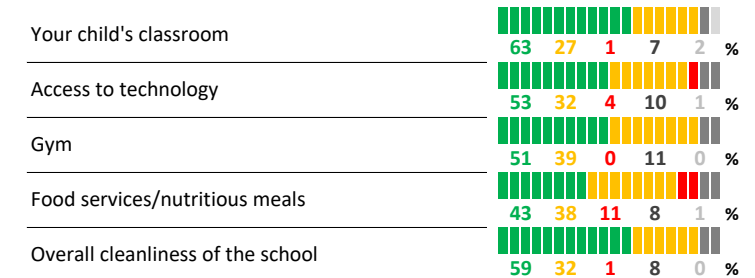 Your child's classroom
63 27 1 7 2 %
Access to technology
53 32 4 10 1 %
Gym
51 39 0 11 0 %
Food services/nutritious meals
43 38 11 8 1 %
Overall cleanliness of the school
59 32 1 8 0 %